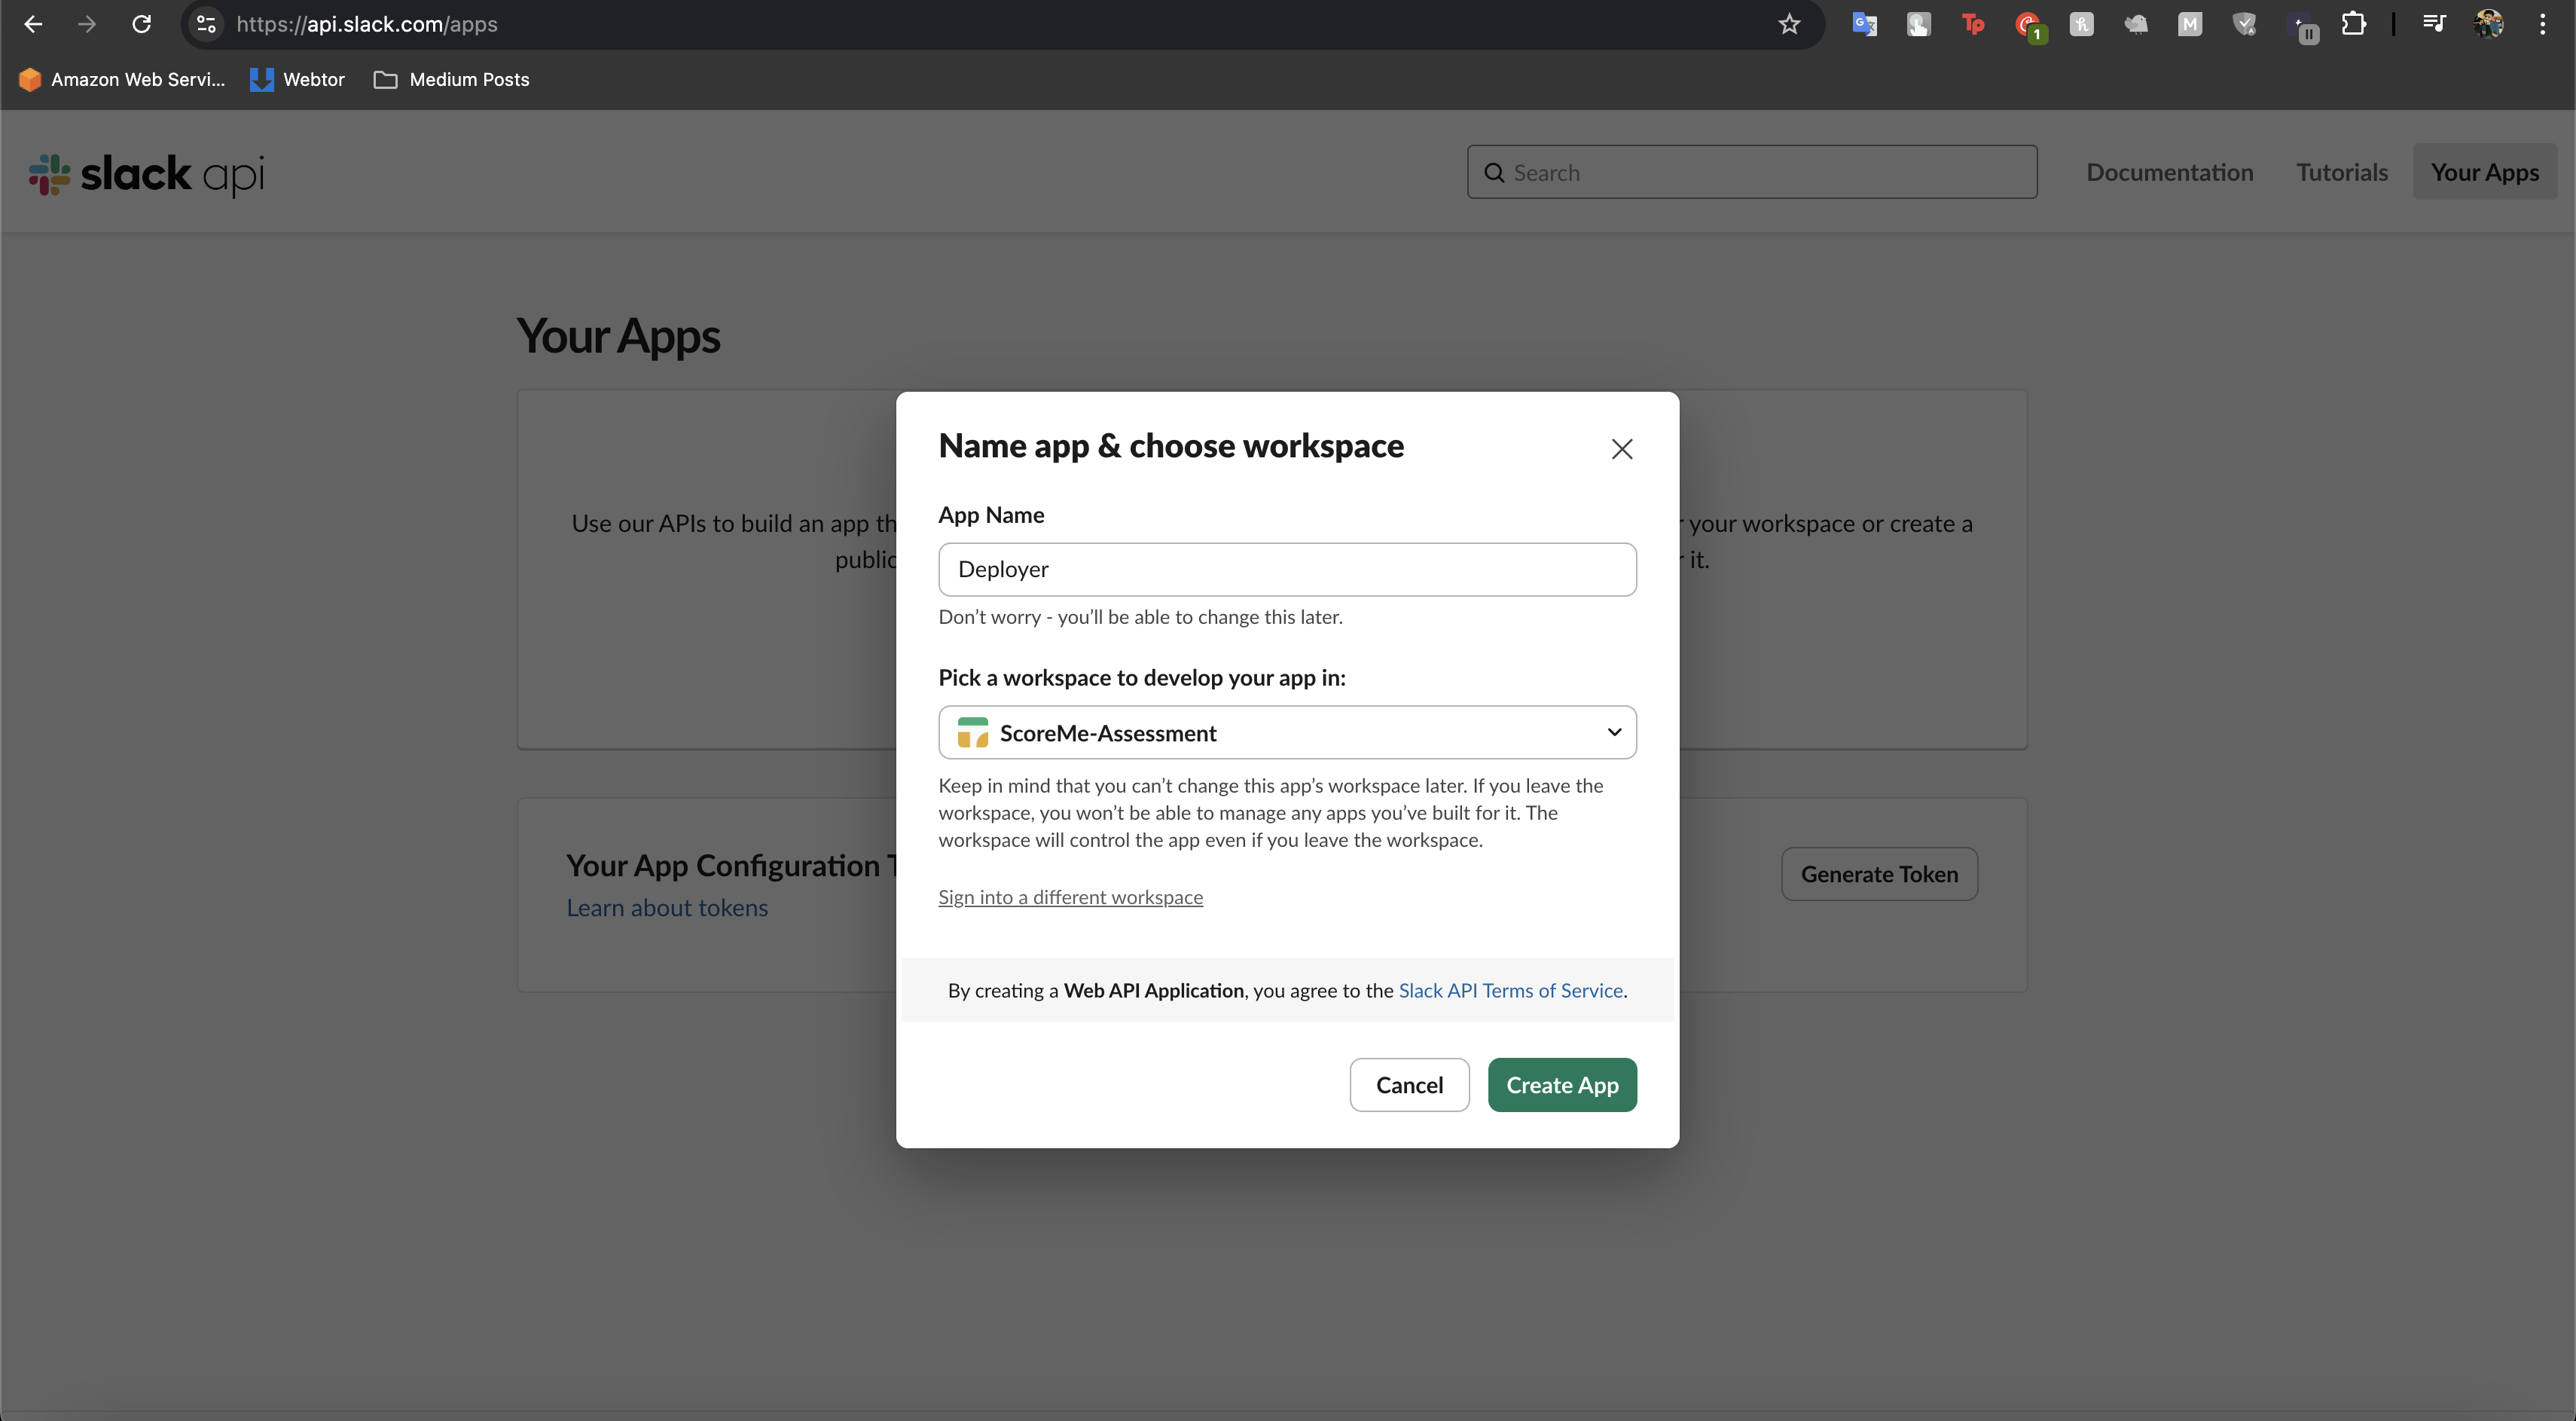 https://api.slack.com/apps
Tp
1
M
Amazon Web Servi...
Webtor
Medium Posts
slack api
Search
Documentation
Tutorials
Your Apps
Your Apps
Use our APIs to build an app th
your workspace or create a
public
it.
Name app & choose workspace
App Name
Deployer
Don’t worry - you’ll be able to change this later.
Pick a workspace to develop your app in:
ScoreMe-Assessment
Keep in mind that you can’t change this app’s workspace later. If you leave the
workspace, you won’t be able to manage any apps you’ve built for it. The
workspace will control the app even if you leave the workspace.
Sign into a different workspace
Your App Configuration T
Learn about tokens
Generate Token
By creating a Web API Application, you agree to the Slack API Terms of Service.
Cancel
Create App